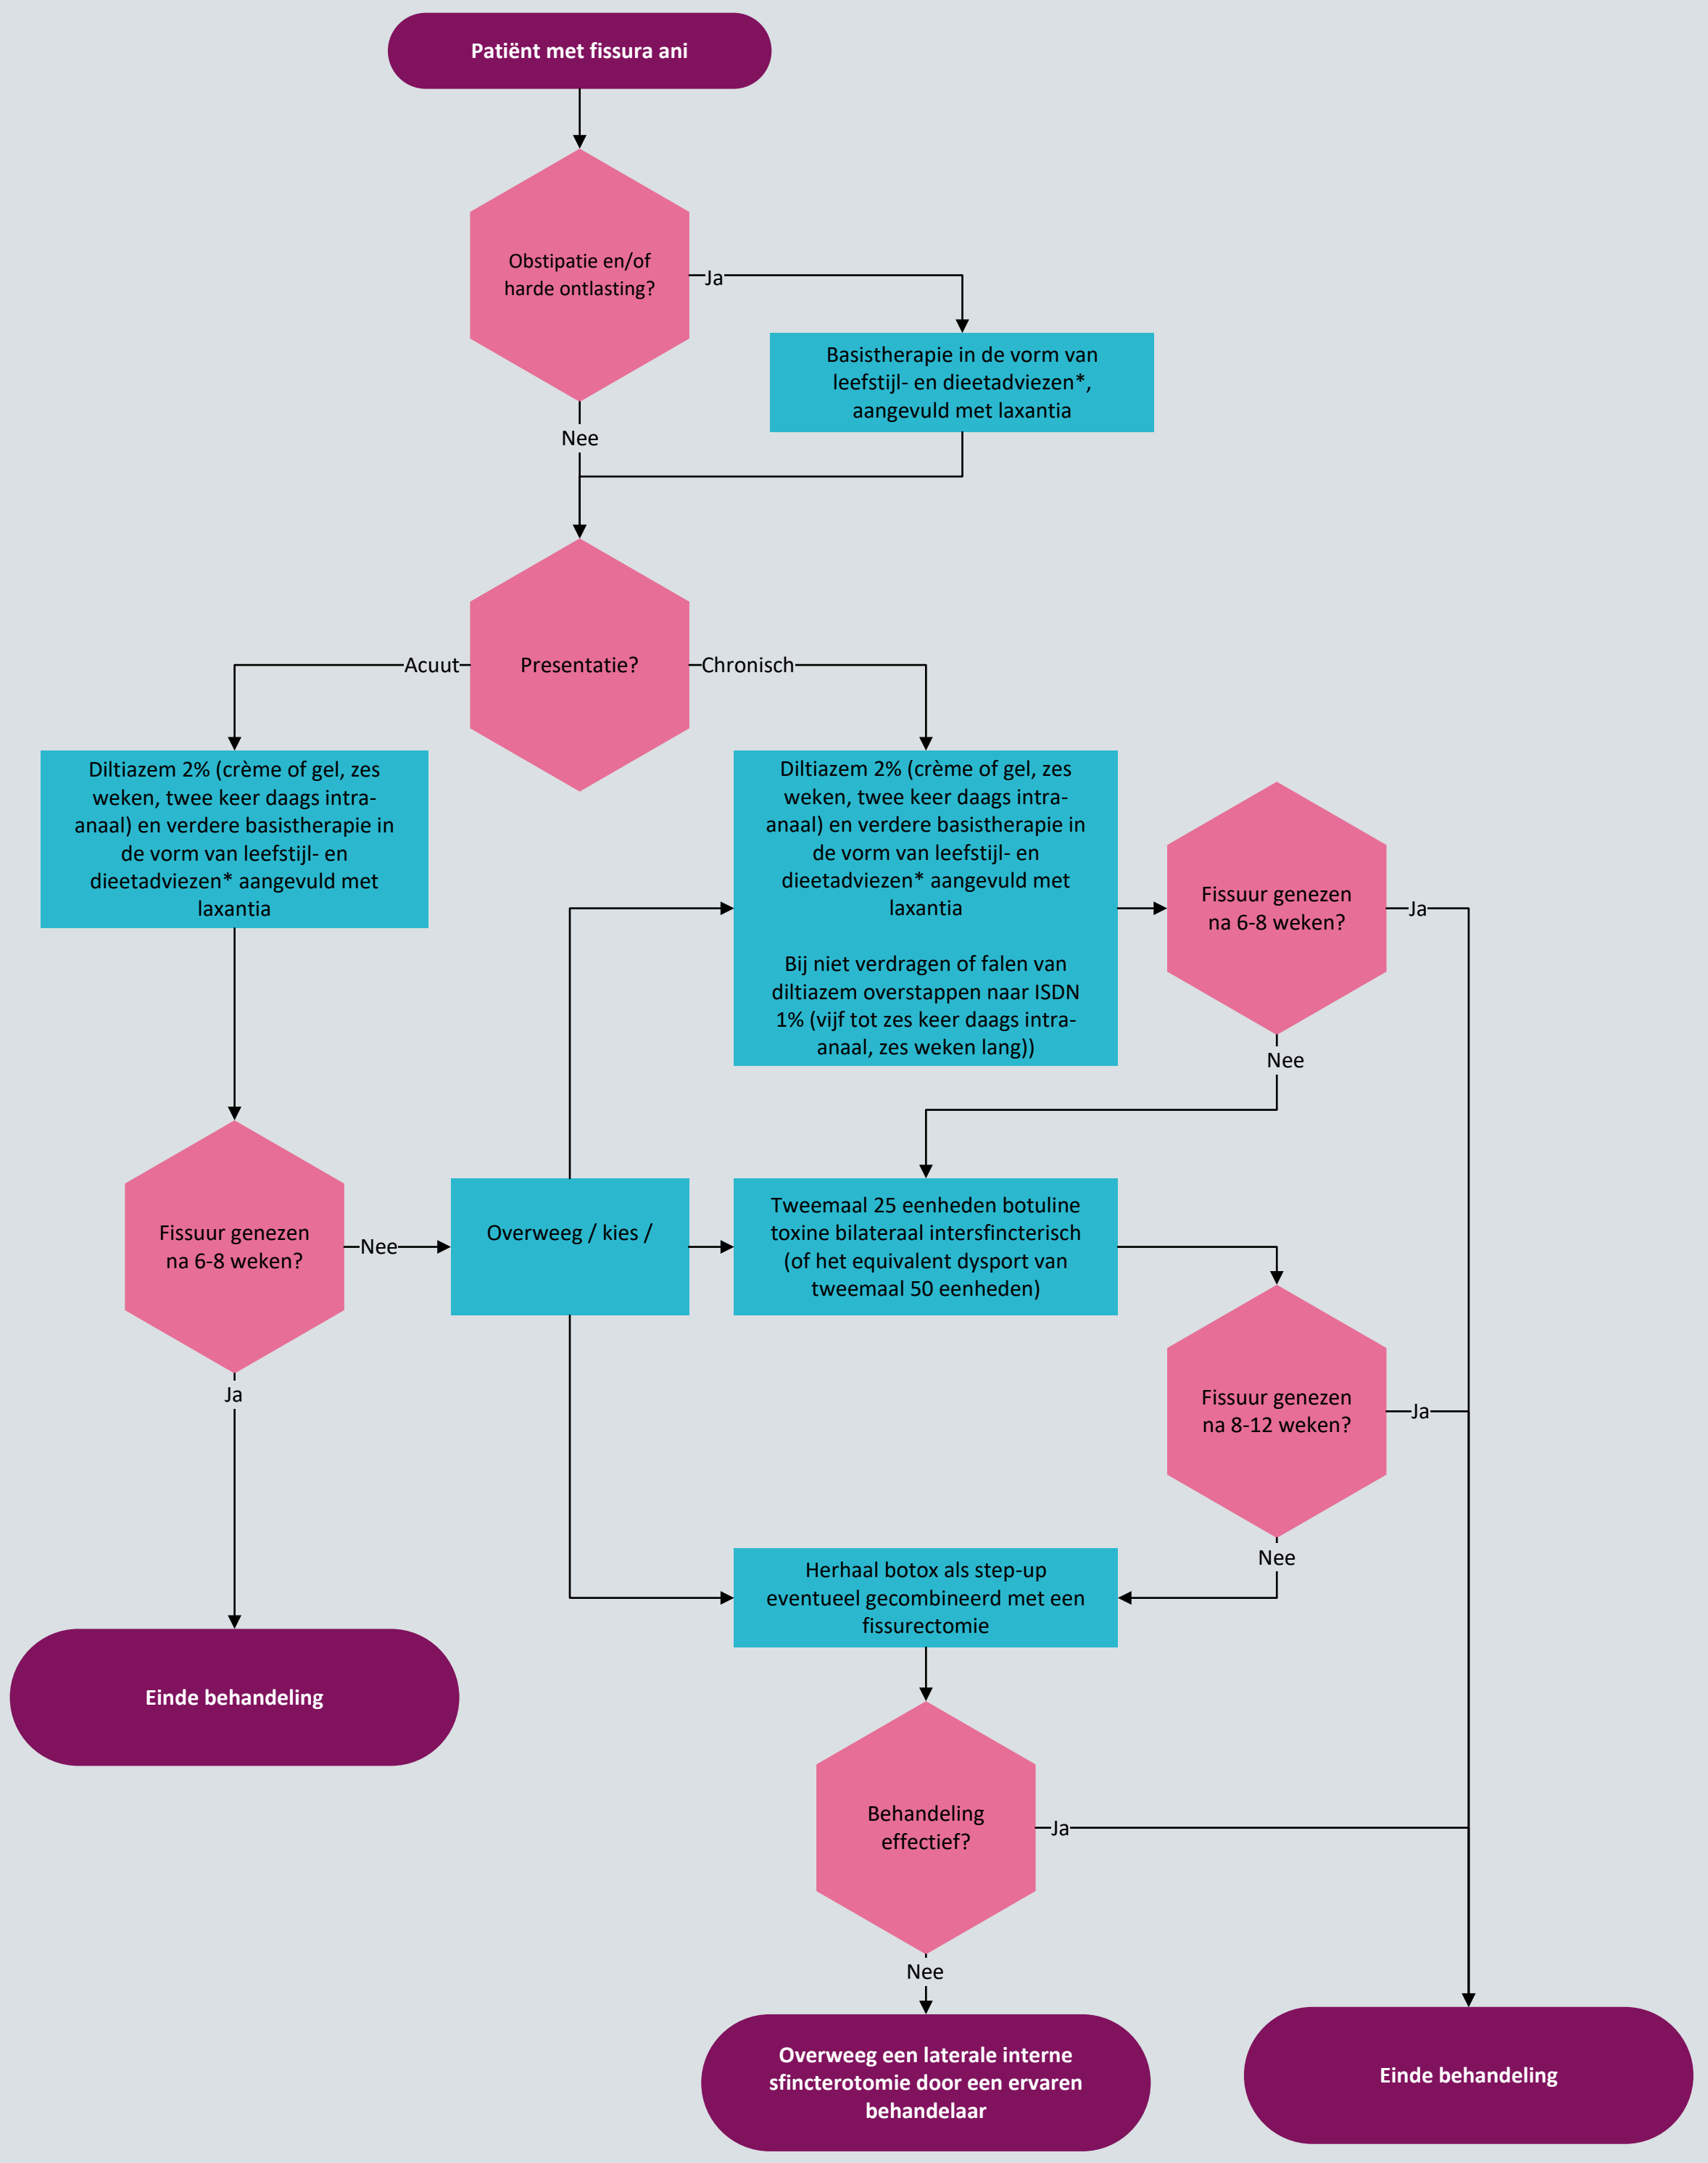 Patiënt met fissura ani
Obstipatie en/of
harde ontlasting?
Ja
Basistherapie in de vorm van
leefstijl- en dieetadviezen*,
aangevuld met laxantia
Nee
Acuut
Presentatie?
Chronisch
Diltiazem 2% (crème of gel, zes
weken, twee keer daags intra-
anaal) en verdere basistherapie in
de vorm van leefstijl- en
dieetadviezen* aangevuld met
laxantia
Diltiazem 2% (crème of gel, zes
weken, twee keer daags intra-
anaal) en verdere basistherapie in
de vorm van leefstijl- en
dieetadviezen* aangevuld met
laxantia
Bij niet verdragen of falen van
diltiazem overstappen naar ISDN
1% (vijf tot zes keer daags intra-
anaal, zes weken lang))
Fissuur genezen
na 6-8 weken?
Ja
Nee
Fissuur genezen
na 6-8 weken?
Nee
Overweeg / kies /
Tweemaal 25 eenheden botuline
toxine bilateraal intersfincterisch
(of het equivalent dysport van
tweemaal 50 eenheden)
Ja
Fissuur genezen
na 8-12 weken?
Ja
Nee
Herhaal botox als step-up
eventueel gecombineerd met een
fissurectomie
Einde behandeling
Behandeling
effectief?
Ja
Nee
Overweeg een laterale interne
sfincterotomie door een ervaren
behandelaar
Einde behandeling